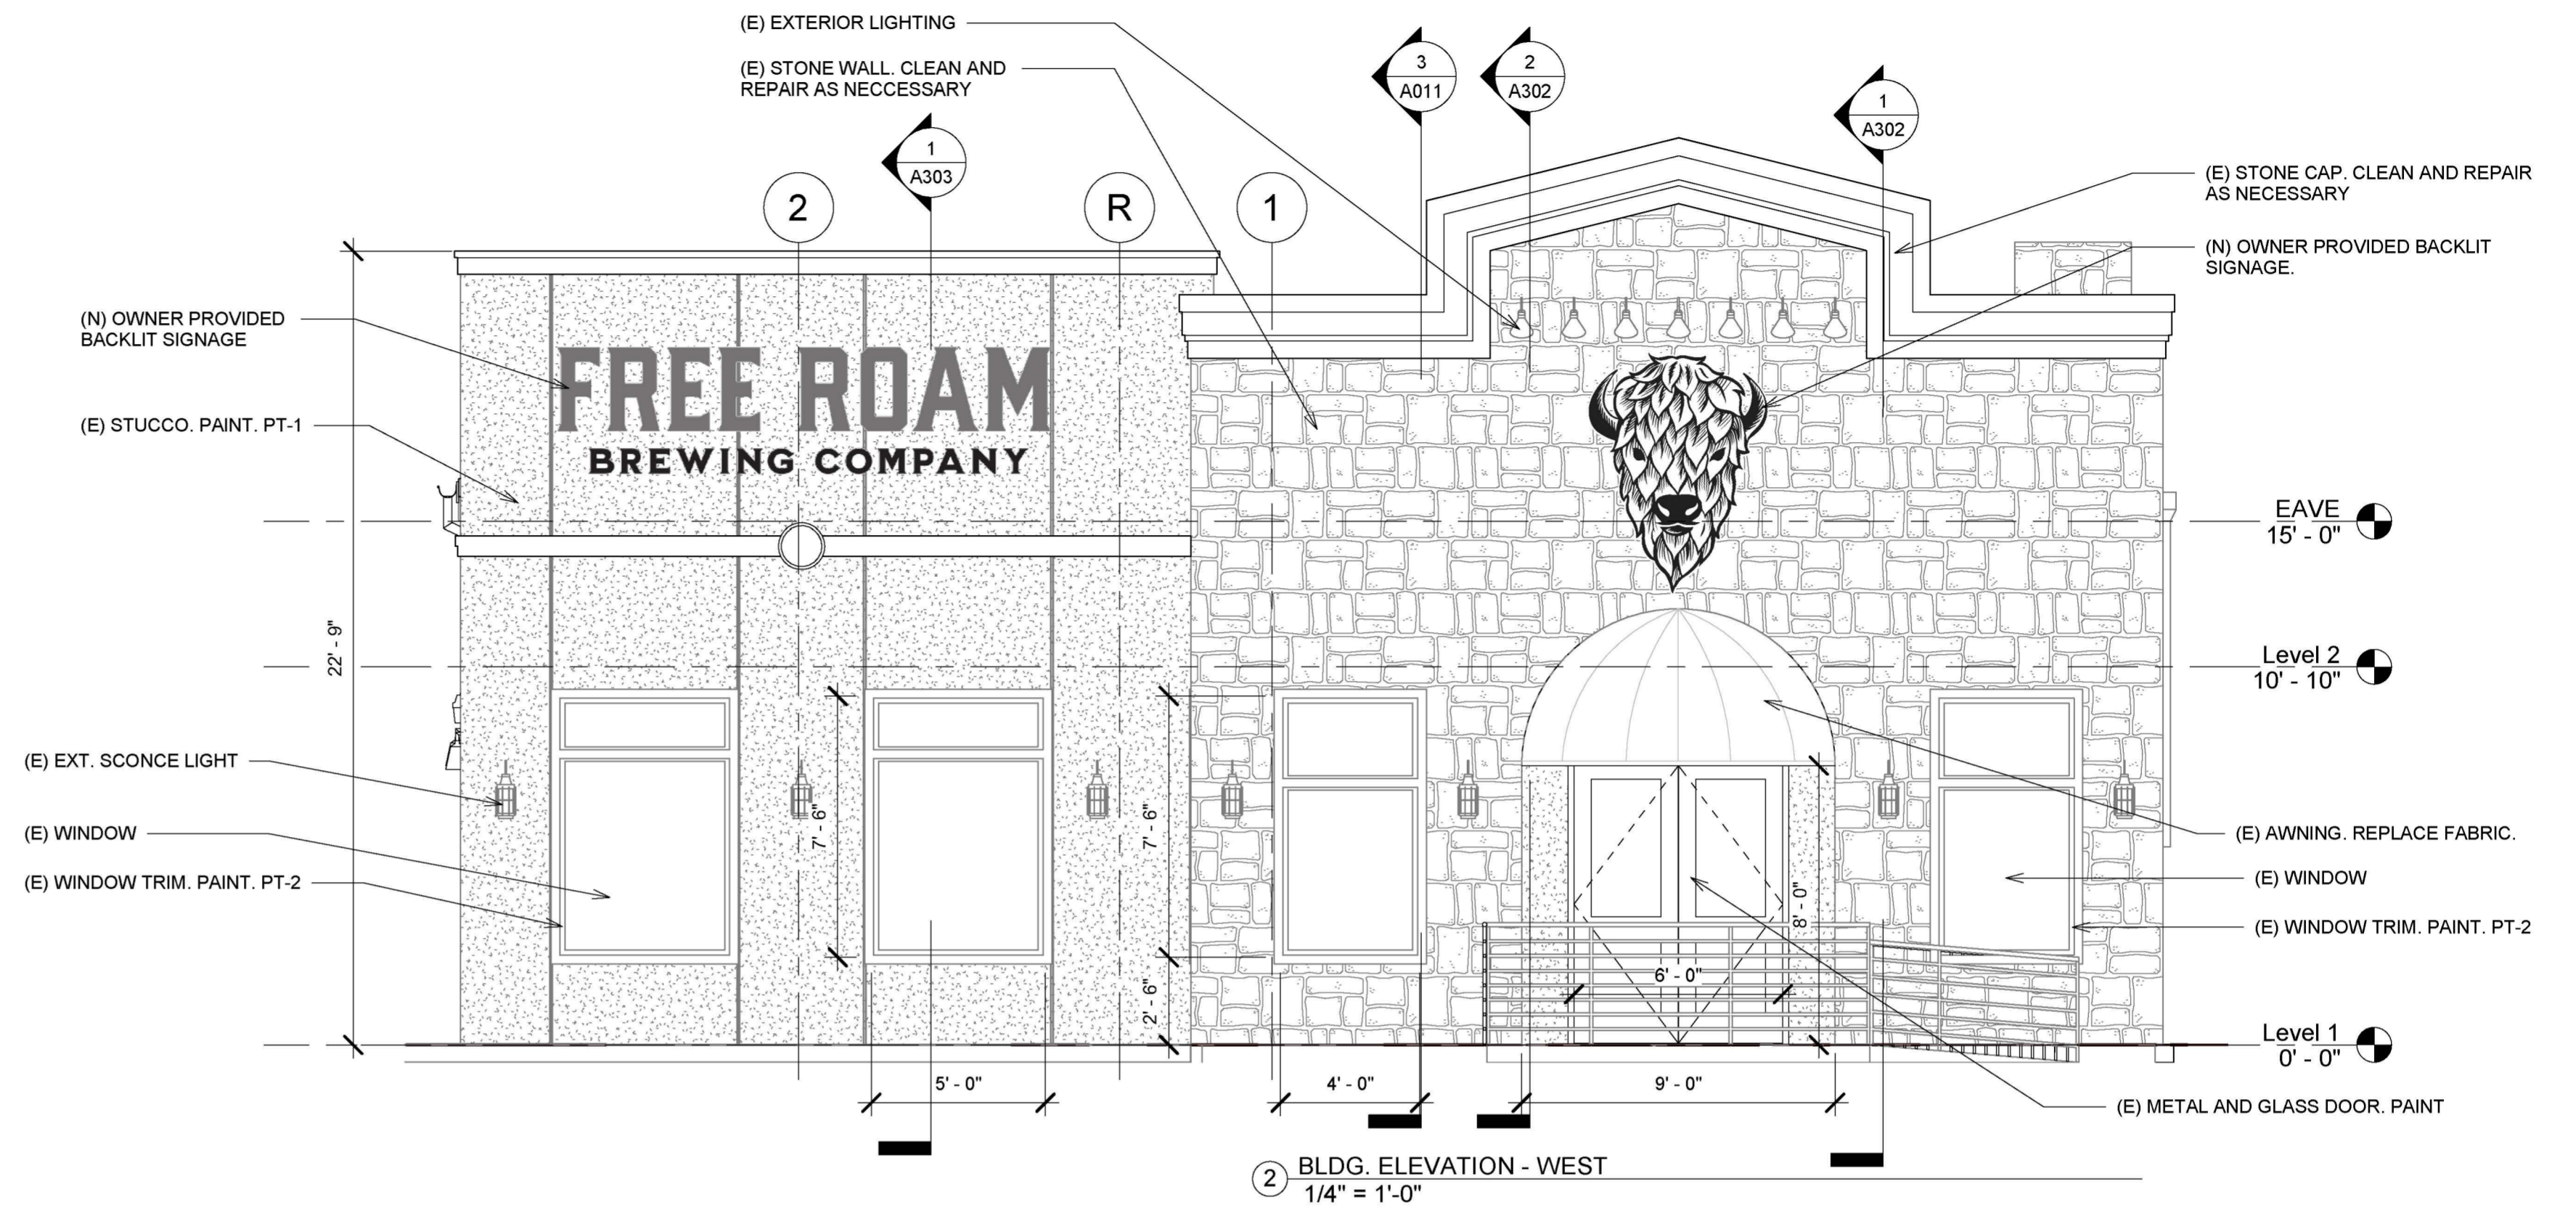 (E) EXTERIOR LIGHTING
(E) STONE WALL. CLEAN AND
REPAIR AS NECCESSARY
3
A011
2
A302
1
A302
1
A303
2
R
1
(E) STONE CAP. CLEAN AND REPAIR
AS NECESSARY
(N) OWNER PROVIDED BACKLIT
SIGNAGE.
(N) OWNER PROVIDED
BACKLIT SIGNAGE
FREE ROAM
BREWING COMPANY
(E) STUCCO. PAINT. PT-1
EAVE
15' - 0"
22' - 9"
Level 2
10' - 10"
(E) EXT. SCONCE LIGHT
7' - 6"
7' - 6"
(E) WINDOW
(E) AWNING. REPLACE FABRIC.
(E) WINDOW TRIM. PAINT. PT-2
(E) WINDOW
8' - 0"
(E) WINDOW TRIM. PAINT. PT-2
6' - 0"
2' - 6"
Level 1
0' - 0"
5' - 0"
4' - 0"
9' - 0"
(E) METAL AND GLASS DOOR. PAINT
2
BLDG. ELEVATION - WEST
1/4" = 1'-0"